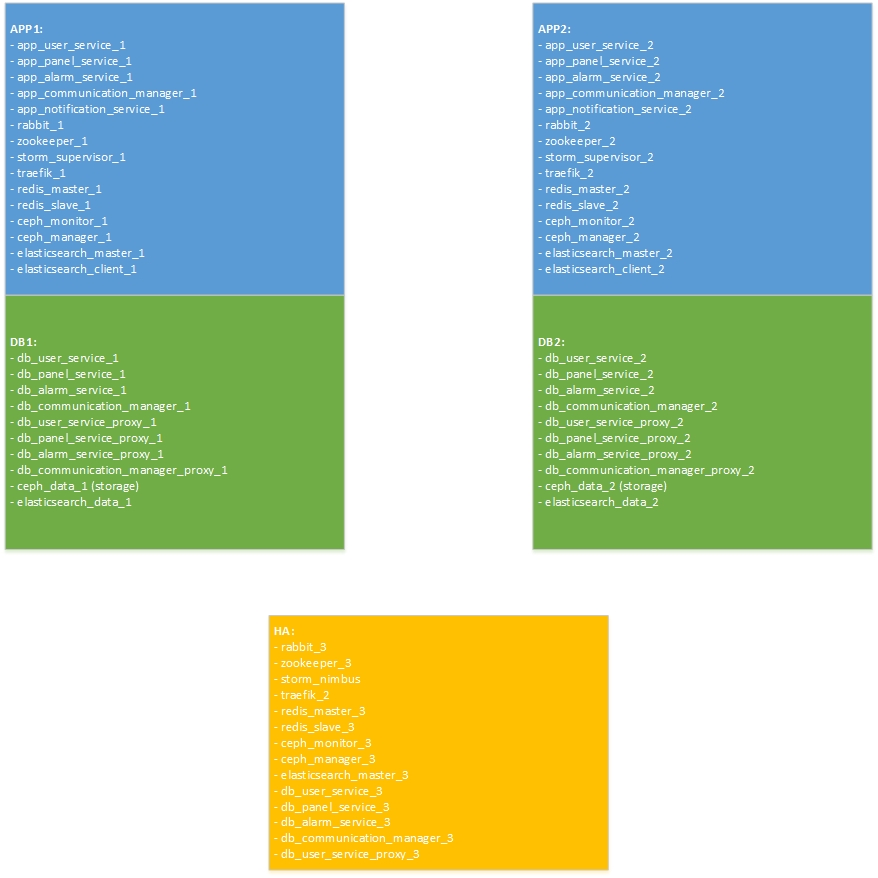 APP1:
- app_user_service_1
- app_panel_service_1
- app_alarm_service_1
- app_communication_manager_1
- app_notification_service_1
- rabbit_1
- zookeeper_1
- storm_supervisor_1
- traefik_1
- redis_master_1
- redis_slave_1
- ceph_monitor_1
- ceph_manager_1
- elasticsearch_master_1
- elasticsearch_client_1
DB1:
- db_user_service_1
- db_panel_service_1
- db_alarm_service_1
- db_communication_manager_1
- db_user_service_proxy_1
- db_panel_service_proxy_1
- db_alarm_service_proxy_1
- db_communication_manager_proxy_1
- ceph_data_1 (storage)
- elasticsearch_data_1
APP2:
- app_user_service_2
- app_panel_service_2
- app_alarm_service_2
- app_communication_manager_2
- app_notification_service_2
- rabbit_2
- zookeeper_2
- storm_supervisor_2
- traefik_2
- redis_master_2
- redis_slave_2
- ceph_monitor_2
- ceph_manager_2
- elasticsearch_master_2
- elasticsearch_client_2
DB2:
- db_user_service_2
- db_panel_service_2
- db_alarm_service_2
- db_communication_manager_2
- db_user_service_proxy_2
- db_panel_service_proxy_2
- db_alarm_service_proxy_2
- db_communication_manager_proxy_2
- ceph_data_2 (storage)
- elasticsearch_data_2
HA:
- rabbit_3
- zookeeper_3
- storm_nimbus
- traefik_2
- redis_master_3
- redis_slave_3
- ceph_monitor_3
- ceph_manager_3
- elasticsearch_master_3
- db_user_service_3
- db_panel_service_3
- db_alarm_service_3
- db_communication_manager_3
- db_user_service_proxy_3